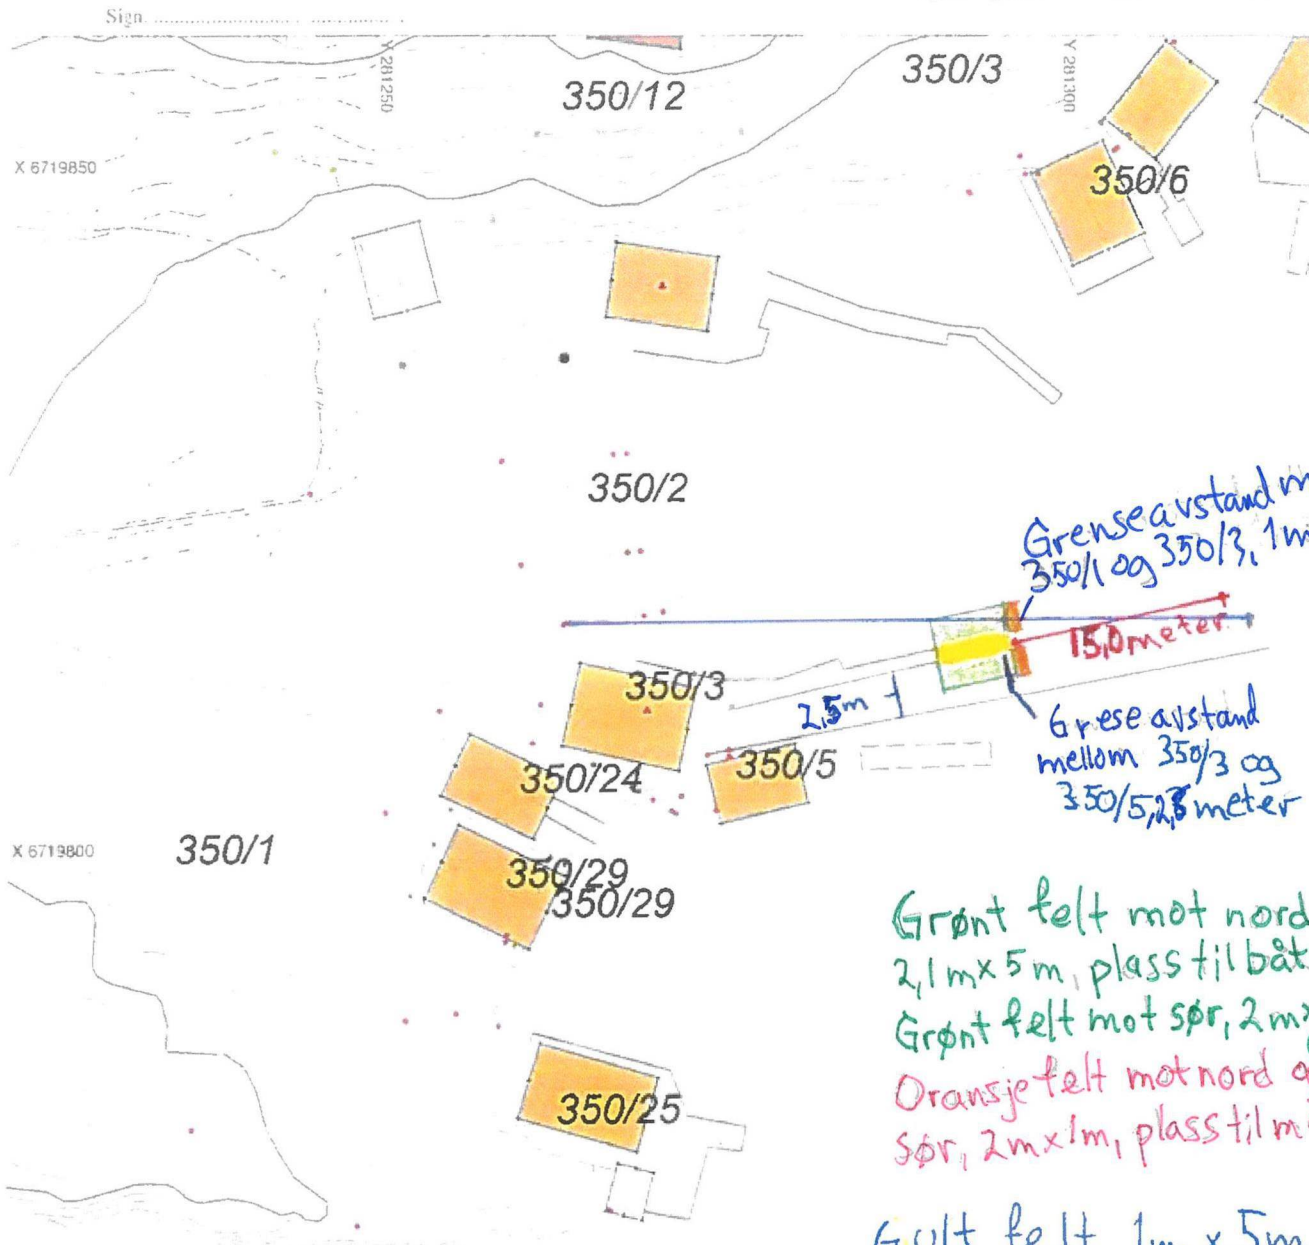 Sign.
350/3
Y 281250
Y 281300
350/12
X 6719850
350/6
350/2
Grenseavstand
350/1 og 350/3, 1m
15,0 meter
350/3
2,5m
Grese avstand
mellom 350/3 og
350/5, meter
350/24
350/5
X 6719800
350/1
350/29
350/29
Grønt felt mot nord
2,1m x 5m, plass til båt
Grønt felt mot sør, 2m
Oransje felt mot nord
sør, 2m x 1m, plass til
350/25
Gult felt 1m x 5m